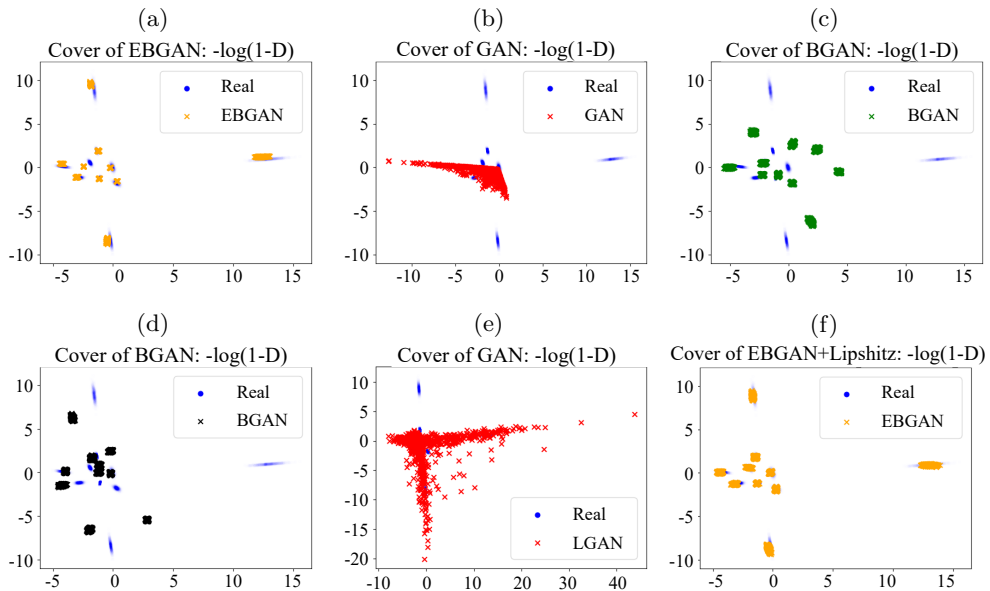 (a) (b) (c)
Cover of EBGAN: -log(1-D) Cover of GAN: -log(1-D) Cover of BGAN: -log(1-D)
10 Real 10 Real 10 Real
EBGAN GAN BGAN
5 5 5
0 0 0
-5 -5 -5
-10 -10 -10
-5 0 5 10 15 -10 -5 0 5 10 15 -5 0 5 10 15
(d) (e) (f)
Cover of BGAN: -log(1-D) Cover of GAN: -log(1-D) Cover of EBGAN+Lipshitz: -log(1-D)
10 Real 10 10 Real
BGAN EBGAN
5 5 5
0 0 0
-5 -5 -5
-10 -10 -10
-15 Real
-20 LGAN
-5 0 5 10 15 -10 0 10 20 30 40 -5 0 5 10 15